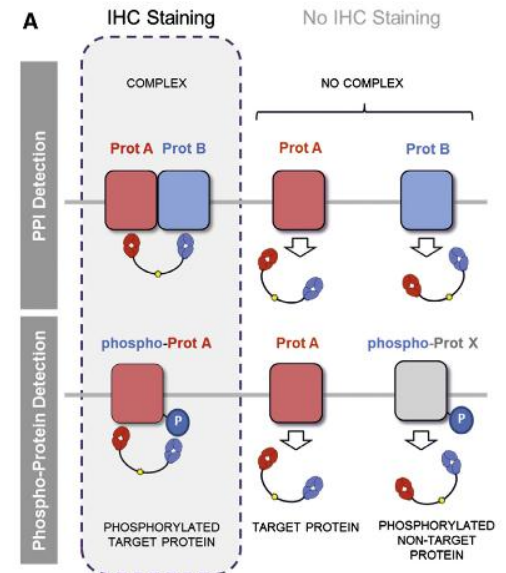 A
IHC Staining
No IHC Staining
COMPLEX
NO COMPLEX
PPI Detection
Prot A Prot B
Prot A
Prot B
Phospho-Protein Detection
phospho-Prot A
Prot A
phospho-Prot X
P
P
PHOSPHORYLATED
TARGET PROTEIN
TARGET PROTEIN
PHOSPHORYLATED
NON-TARGET
PROTEIN